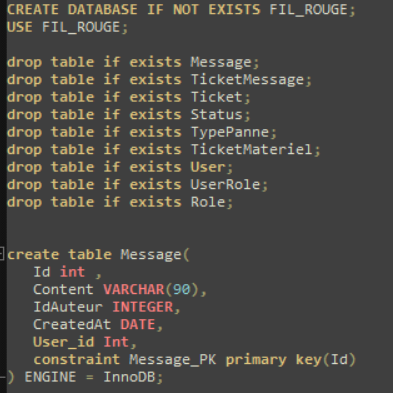 CREATE DATABASE IF NOT EXISTS FIL_ROUGE;
USE FIL_ROUGE;
drop table if exists Message;
drop table if exists TicketMessage;
drop table if exists Ticket;
drop table if exists Status;
drop table if exists TypePanne;
drop table if exists TicketMateriel;
drop table if exists User;
drop table if exists UserRole;
drop table if exists Role;
create table Message(
Id int ,
Content VARCHAR(90),
IdAuteur INTEGER,
CreatedAt DATE,
User_id Int,
constraint Message_PK primary key(Id)
) ENGINE = InnoDB;